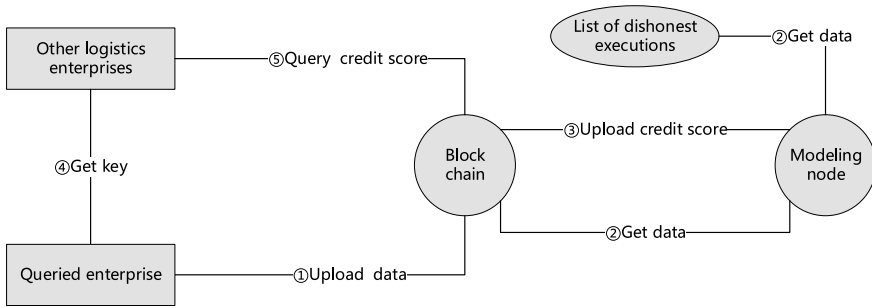 Other logistics
enterprises
List of dishonest
executions
②Get data
⑤Query credit score
③Upload credit score
Block
chain
Modeling
node
④Get key
②Get data
Queried enterprise
①Upload data